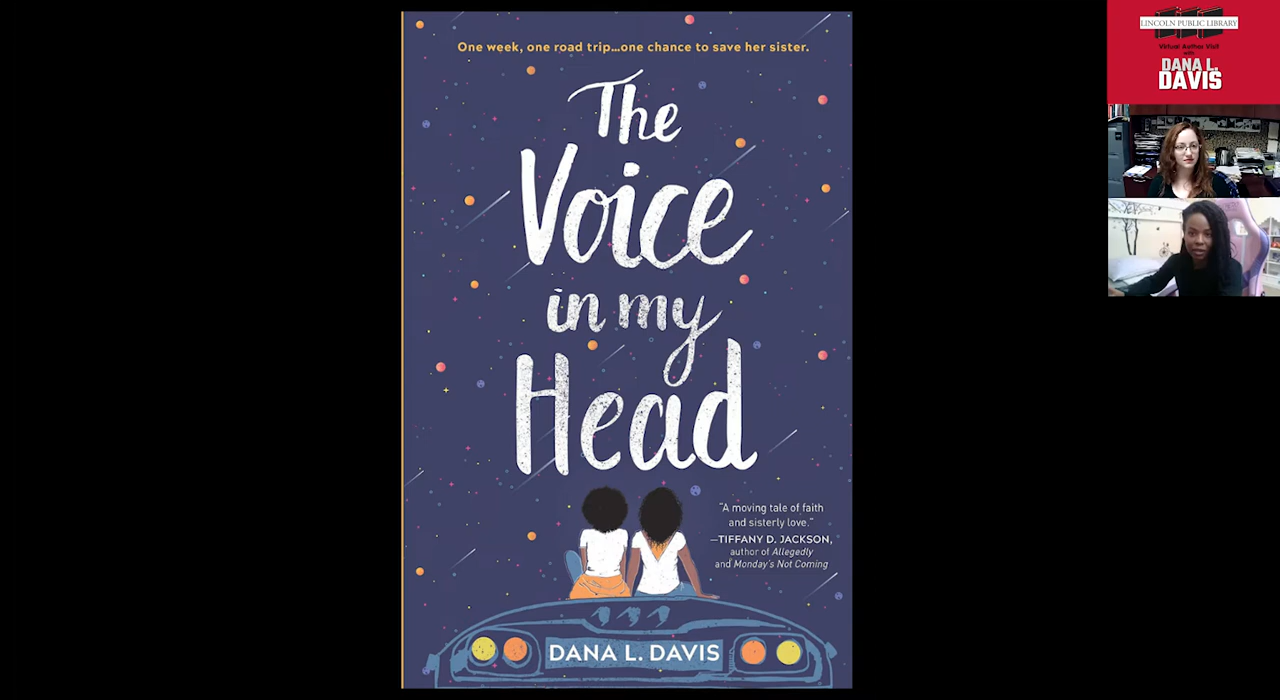 One week, one road trip...one chance to save her sister.
The
Voice
in my
Head
"A moving tale of faith
and sisterly love."
—TIFFANY D. JACKSON,
author of Allegedly
and Monday's Not Coming
DANA L. DAVIS
LINCOLN PUBLIC LIBRARY
Virtual Author Visit
with
DANA L.
DAVIS